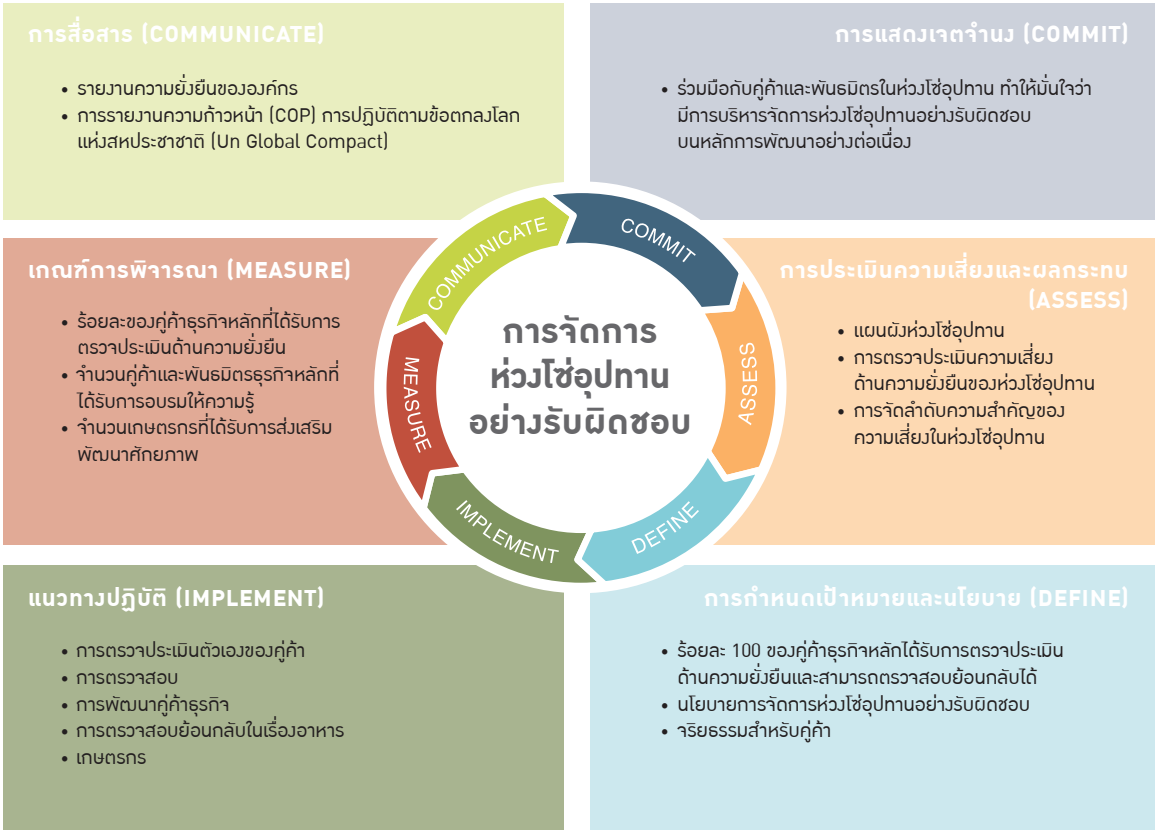 การสื่อสาร (COMMUNICATE)
• รายงานความยั่งยืนขององค์กร
• การรายงานความก้าวหน้า (COP) การปฏิบัติตามข้อตกลงโลก
แห่งสหประชาชาติ (Un Global Compact)
การแสดงเจตจำนง (COMMIT)
• ร่วมมือกับคู่ค้าและพันธมิตรในห่วงโซ่อุปทาน ทำให้มั่นใจว่า
มีการบริหารจัดการห่วงโซ่อุปทานอย่างรับผิดชอบ
บนหลักการพัฒนาอย่างต่อเนื่อง
เกณฑ์การพิจารณา (MEASURE)
• ร้อยละของคู่ค้าธุรกิจหลักที่ได้รับการ
ตรวจประเมินด้านความยั่งยืน
• จำนวนคู่ค้าและพันธมิตรธุรกิจหลักที่
ได้รับการอบรมให้ความรู้
• จำนวนเกษตรกรที่ได้รับการส่งเสริม
พัฒนาศักยภาพ
COMMUNICATE
COMMIT
ASSESS
DEFINE
IMPLEMENT
MEASURE
การจัดการ
ห่วงโซ่อุปทาน
อย่างรับผิดชอบ
การประเมินความเสี่ยงและผลกระทบ
(ASSESS)
• แผนผังห่วงโซ่อุปทาน
• การตรวจประเมินความเสี่ยง
ด้านความยั่งยืนของห่วงโซ่อุปทาน
• การจัดลำดับความสำคัญของ
ความเสี่ยงในห่วงโซ่อุปทาน
แนวทางปฏิบัติ (IMPLEMENT)
• การตรวจประเมินตัวเองของคู่ค้า
• การตรวจสอบ
• การพัฒนาคู่ค้าธุรกิจ
• การตรวจสอบย้อนกลับในเรื่องอาหาร
• เกษตรกร
การกำหนดเป้าหมายและนโยบาย (DEFINE)
• ร้อยละ 100 ของคู่ค้าธุรกิจหลักได้รับการตรวจประเมิน
ด้านความยั่งยืนและสามารถตรวจสอบย้อนกลับได้
• นโยบายการจัดการห่วงโซ่อุปทานอย่างรับผิดชอบ
• จริยธรรมสำหรับคู่ค้า